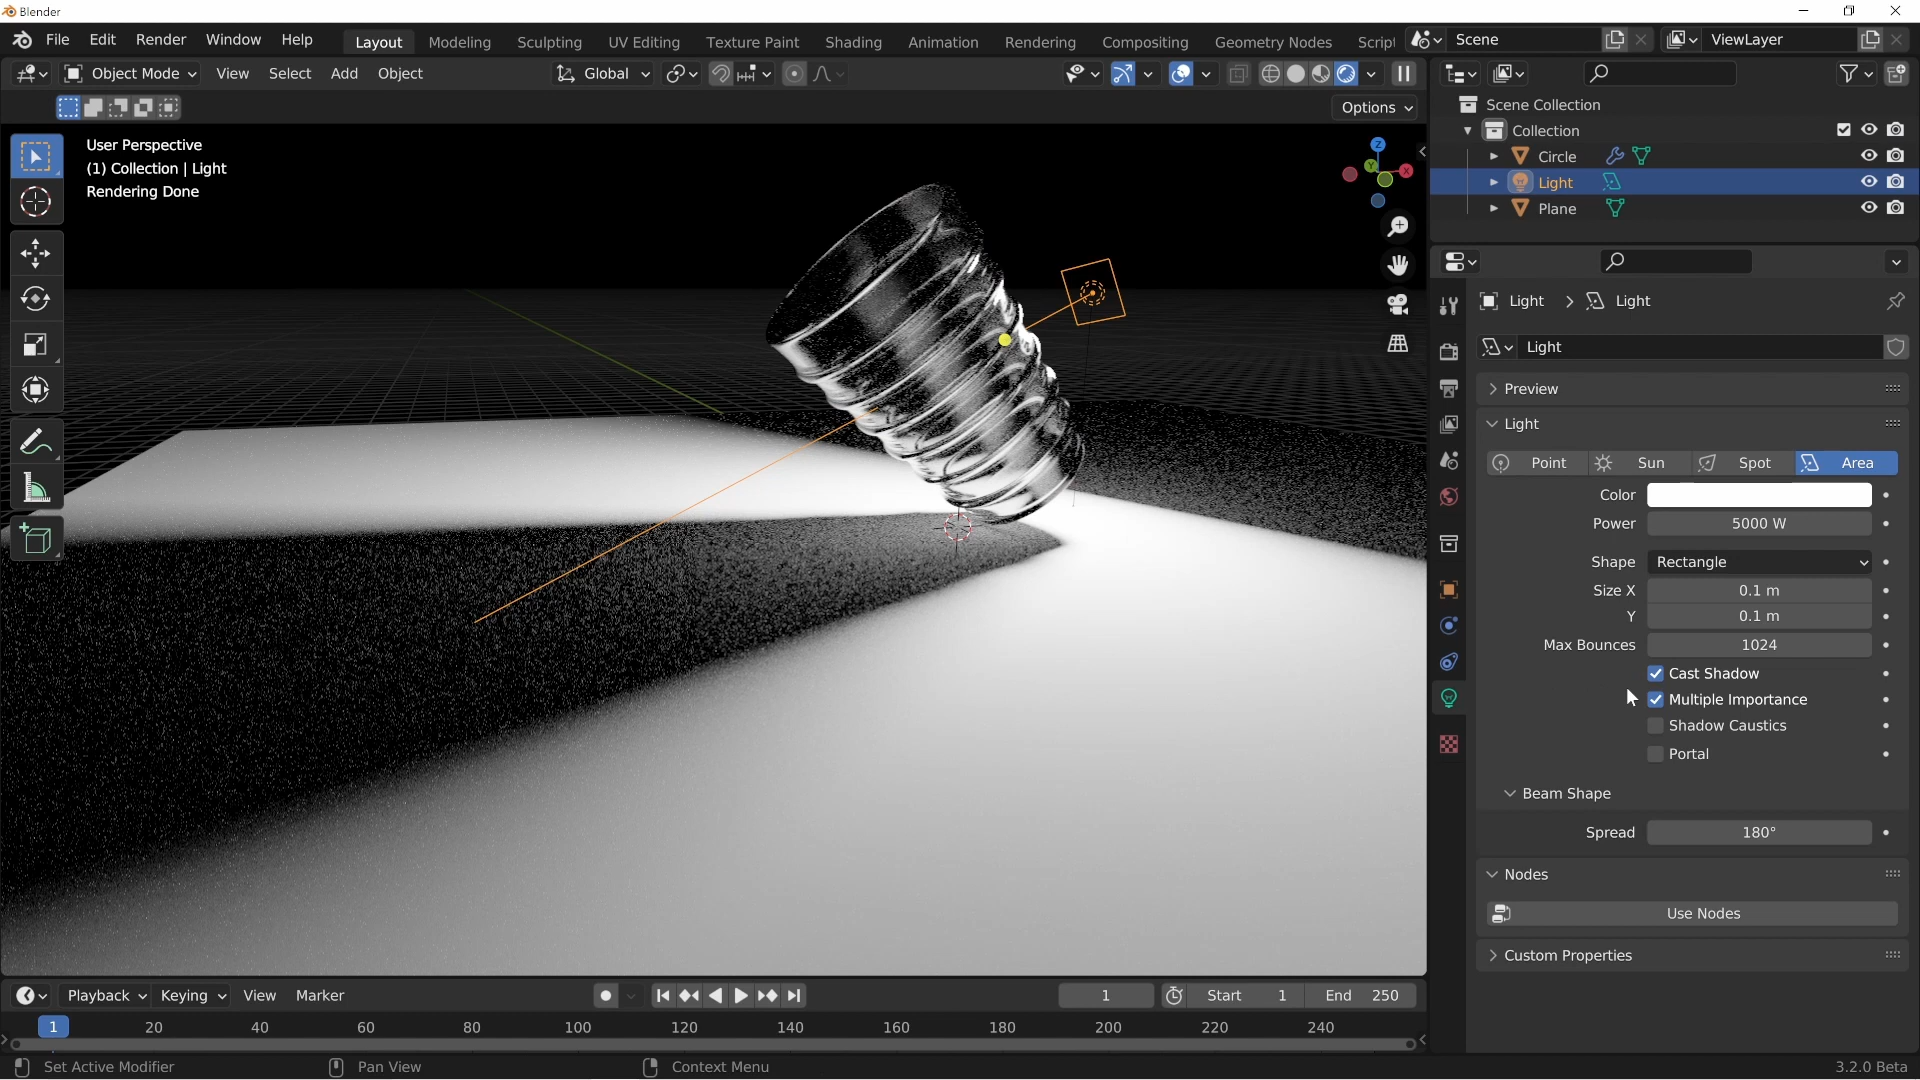 Blender
File Edit Render Window Help Layout Modeling Sculpting UV Editing Texture Paint Shading Animation Rendering Compositing Geometry Nodes Script Scene ViewLayer
Object Mode View Select Add Object Global
Options
User Perspective
(1) Collection | Light
Rendering Done
Z
Y
X
Scene Collection
Collection
Circle
Light
Plane
Light > Light
Light
Preview
Light
Point Sun Spot Area
Color
Power 5000 W
Shape Rectangle
Size X 0.1 m
Y 0.1 m
Max Bounces 1024
Cast Shadow
Multiple Importance
Shadow Caustics
Portal
Beam Shape
Spread 180°
Nodes
Use Nodes
Custom Properties
Playback Keying View Marker 1 Start 1 End 250
1 20 40 60 80 100 120 140 160 180 200 220 240
Set Active Modifier Pan View Context Menu 3.2.0 Beta